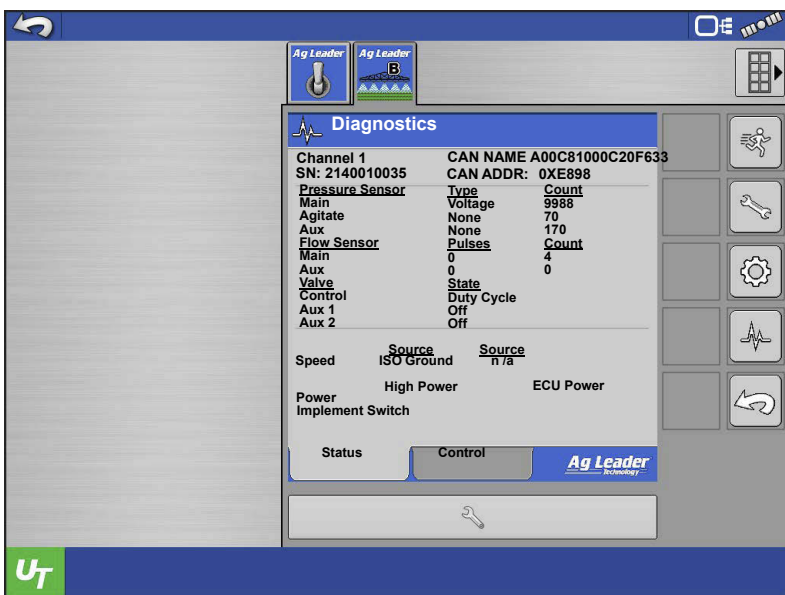 Ag Leader Ag Leader
B
Diagnostics
Channel 1 CAN NAME A00C81000C20F633
SN: 2140010035 CAN ADDR: 0XE898
Pressure Sensor Type Count
Main Voltage 9988
Agitate None 70
Aux None 170
Flow Sensor Pulses Count
Main 0 4
Aux 0 0
Valve State
Control Duty Cycle
Aux 1 Off
Aux 2 Off
Source Source
Speed ISO Ground n /a
High Power ECU Power
Power
Implement Switch
Status Control
Ag Leader
Technology
UT